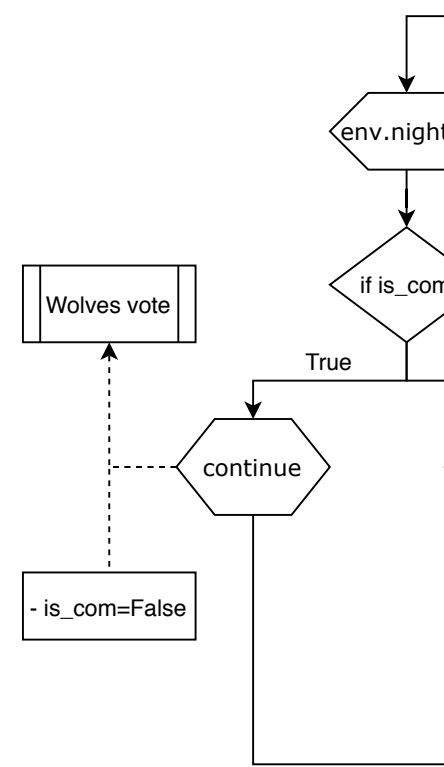 env.night
if is_com
Wolves vote
True
continue
- is_com=False